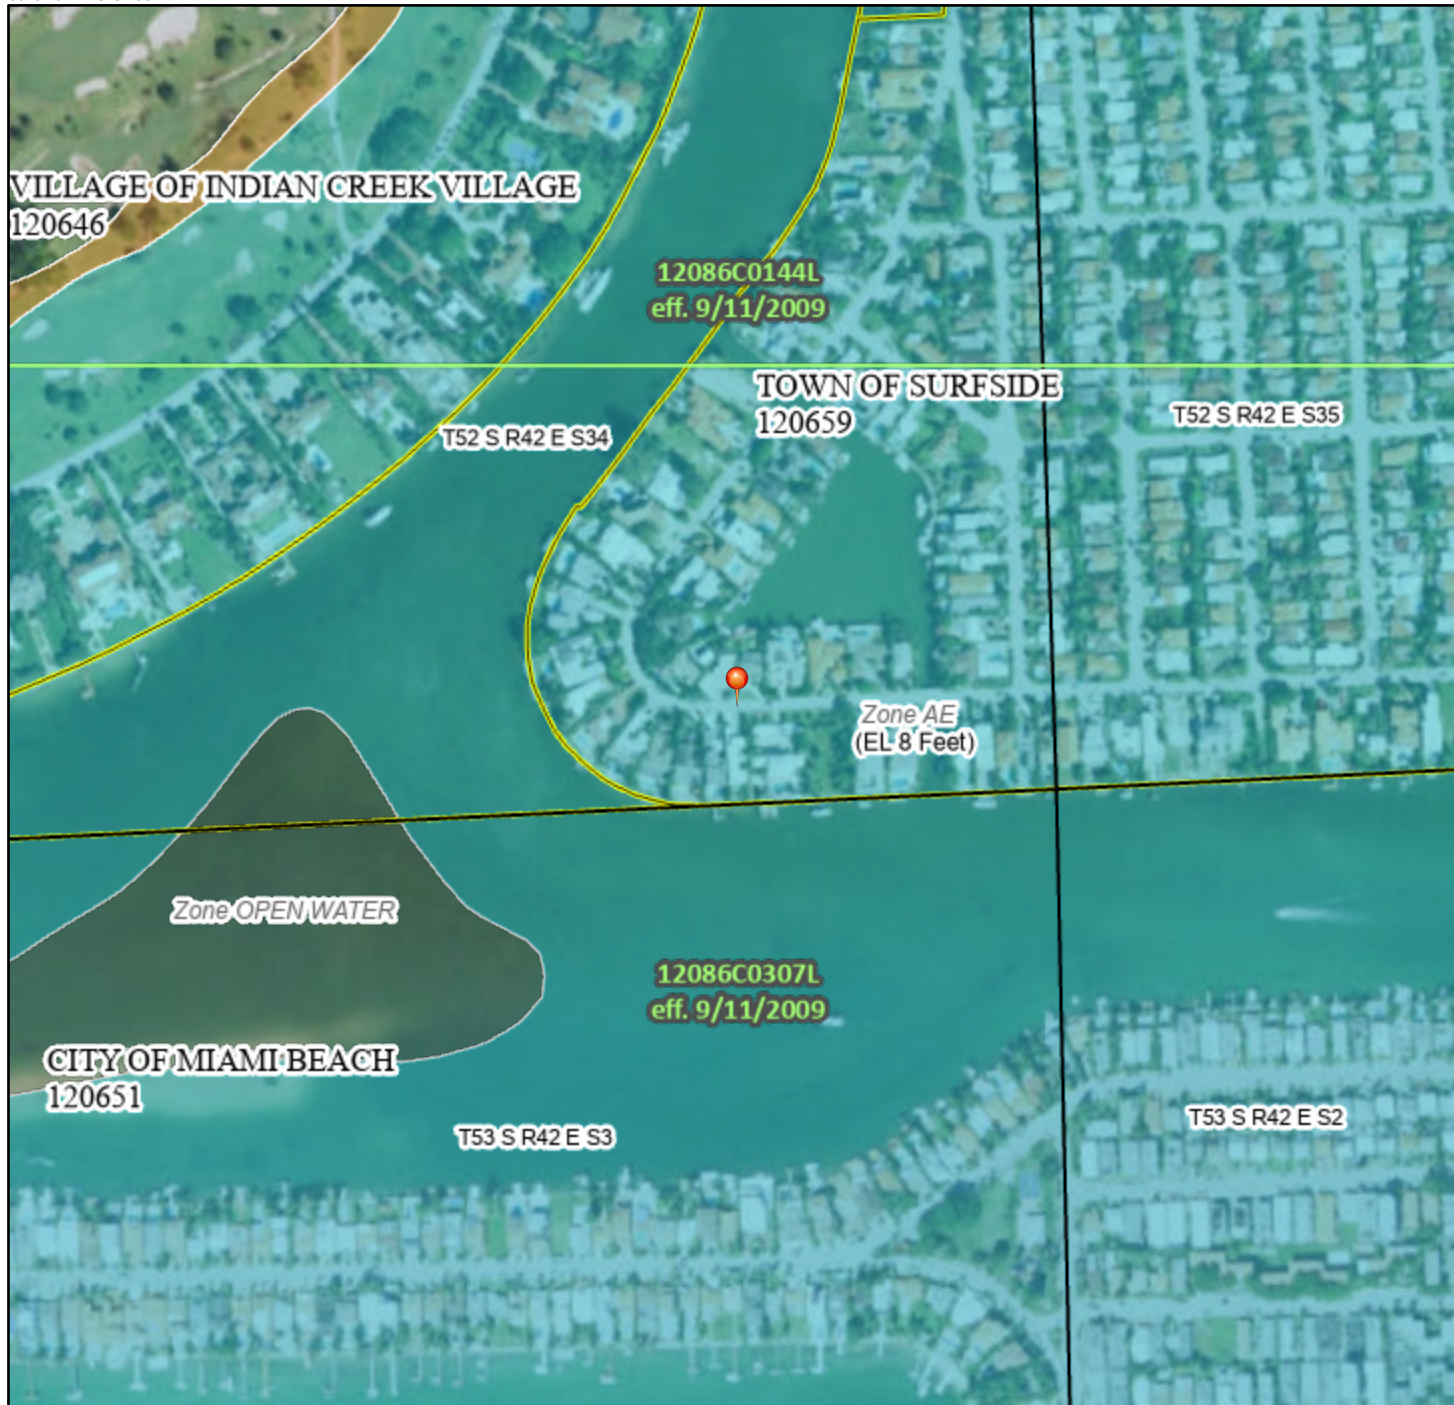 VILLAGE OF INDIAN CREEK VILLAGE
120646
12086C0144L
eff. 9/11/2009
TOWN OF SURFSIDE
120659
T52 S R42 E S35
T52 S R42 E S34
Zone AE
(EL 8 Feet)
Zone OPEN WATER
12086C0307L
eff. 9/11/2009
CITY OF MIAMI BEACH
120651
T53 S R42 E S3
T53 S R42 E S2